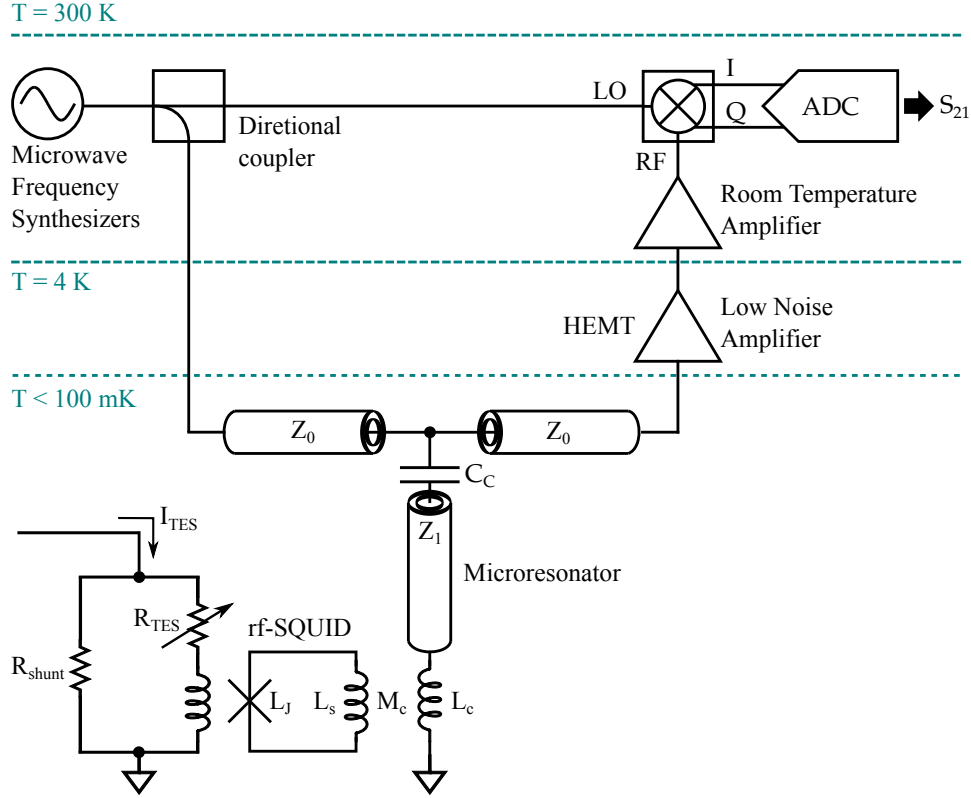 T = 300 K
Microwave
Frequency
Synthesizers
Diretional
coupler
LO
I
Q
RF
ADC
S21
Room Temperature
Amplifier
T = 4 K
HEMT
Low Noise
Amplifier
T < 100 mK
Z0
Z0
CC
Z1
Microresonator
ITES
RTES
Rshunt
rf-SQUID
LJ
Ls
Mc
Lc